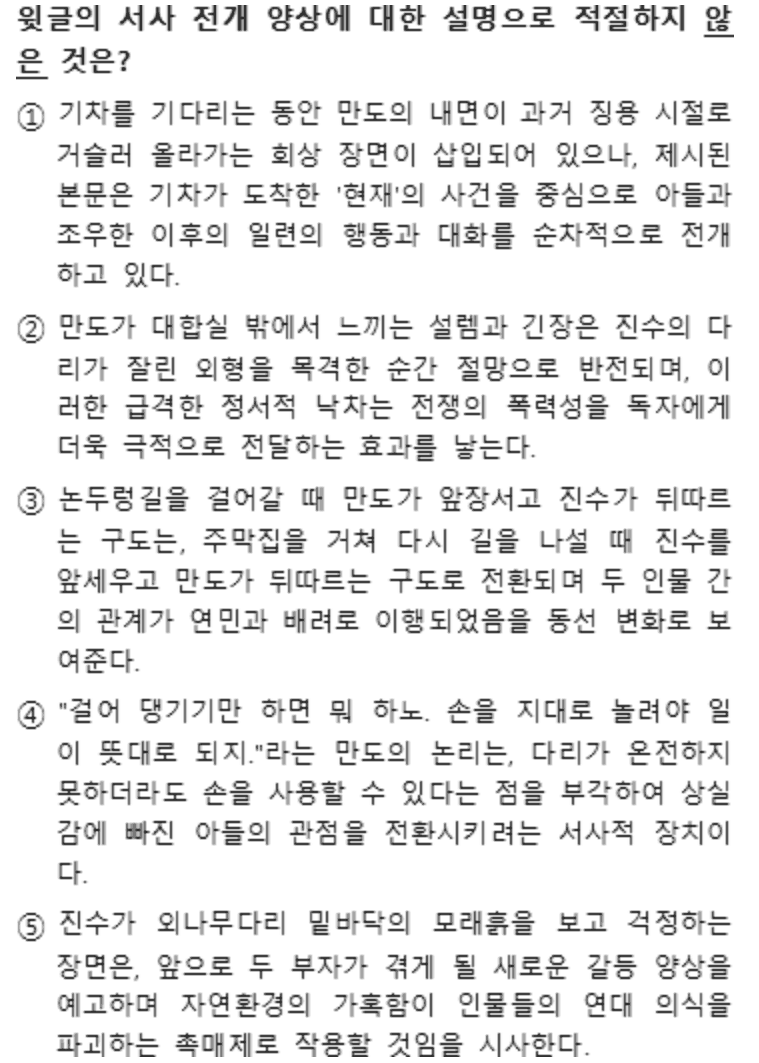 윗글의 서사 전개 양상에 대한 설명으로 적절하지 않
은 것은?
① 기차를 기다리는 동안 만도의 내면이 과거 징용 시절로
거슬러 올라가는 회상 장면이 삽입되어 있으나, 제시된
본문은 기차가 도착한 '현재'의 사건을 중심으로 아들과
조우한 이후의 일련의 행동과 대화를 순차적으로 전개
하고 있다.
② 만도가 대합실 밖에서 느끼는 설렘과 긴장은 진수의 다
리가 잘린 외형을 목격한 순간 절망으로 반전되며, 이
러한 급격한 정서적 낙차는 전쟁의 폭력성을 독자에게
더욱 극적으로 전달하는 효과를 낳는다.
③ 논두렁길을 걸어갈 때 만도가 앞장서고 진수가 뒤따르
는 구도는, 주막집을 거쳐 다시 길을 나설 때 진수를
앞세우고 만도가 뒤따르는 구도로 전환되며 두 인물 간
의 관계가 연민과 배려로 이행되었음을 동선 변화로 보
여준다.
④ "걸어 댕기기만 하면 뭐 하노. 손을 지대로 놀려야 일
이 뜻대로 되지."라는 만도의 논리는, 다리가 온전하지
못하더라도 손을 사용할 수 있다는 점을 부각하여 상실
감에 빠진 아들의 관점을 전환시키려는 서사적 장치이
다.
⑤ 진수가 외나무다리 밑바닥의 모래흙을 보고 걱정하는
장면은, 앞으로 두 부자가 겪게 될 새로운 갈등 양상을
예고하며 자연환경의 가혹함이 인물들의 연대 의식을
파괴하는 촉매제로 작용할 것임을 시사한다.